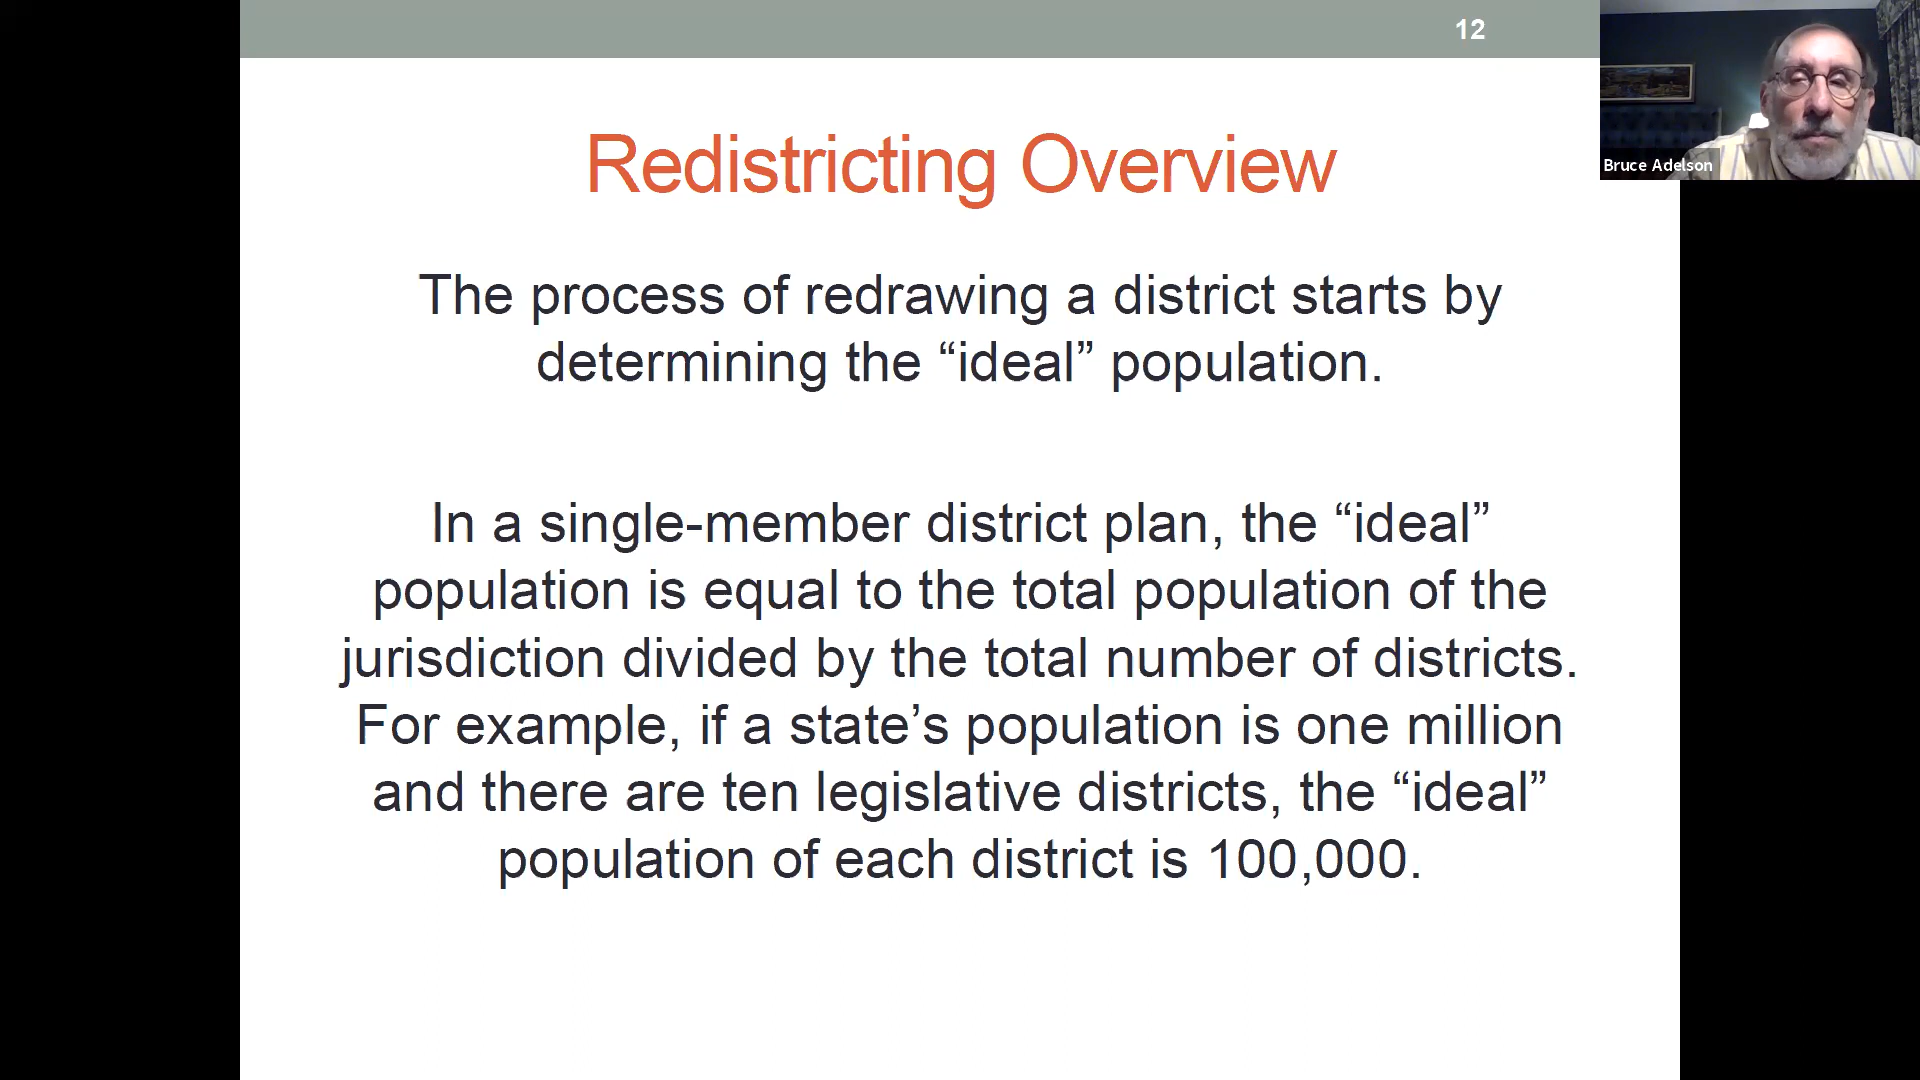 12
Bruce Adelson
Redistricting Overview
The process of redrawing a district starts by
determining the “ideal” population.
In a single-member district plan, the “ideal”
population is equal to the total population of the
jurisdiction divided by the total number of districts.
For example, if a state’s population is one million
and there are ten legislative districts, the “ideal”
population of each district is 100,000.